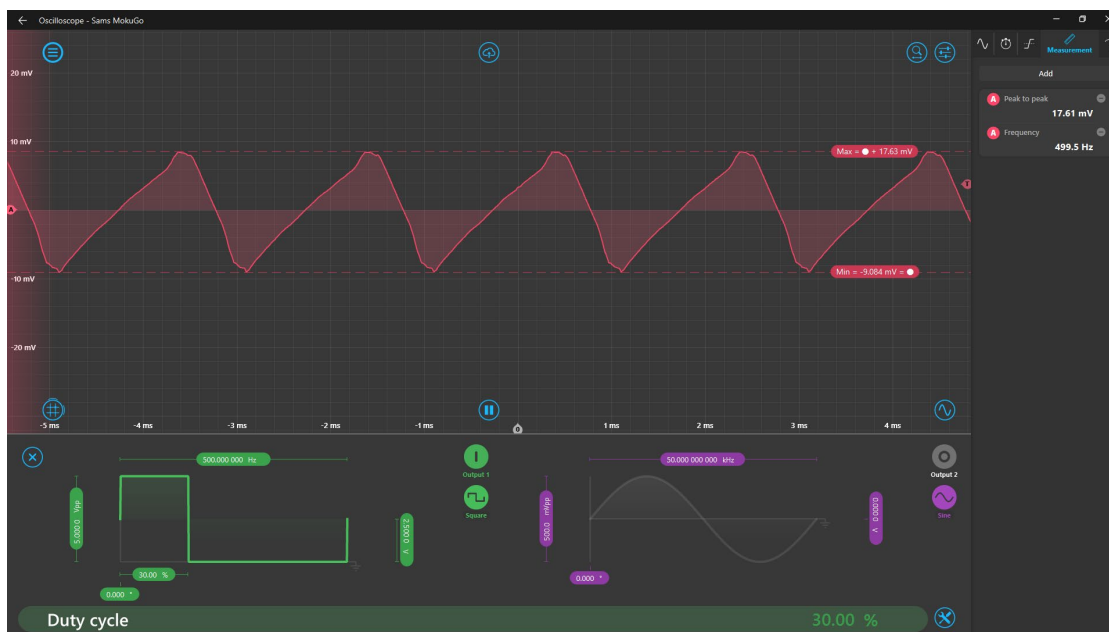 Oscilloscope - Sams MokuGo
Measurement
Add
A Peak to peak
17.61 mV
A Frequency
499.5 Hz
20 mV
10 mV
A
-10 mV
-20 mV
Max = + 17.63 mV
T
Min = -9.084 mV =
-5 ms -4 ms -3 ms -2 ms -1 ms 0 1 ms 2 ms 3 ms 4 ms
500.000 000 Hz
5.000 0 Vpp
2.500 0 V
30.00 %
0.000 °
Output 1
Square
50.000 000 000 kHz
500.0 mVpp
0.000 0 V
0.000 °
Output 2
Sine
Duty cycle 30.00 %